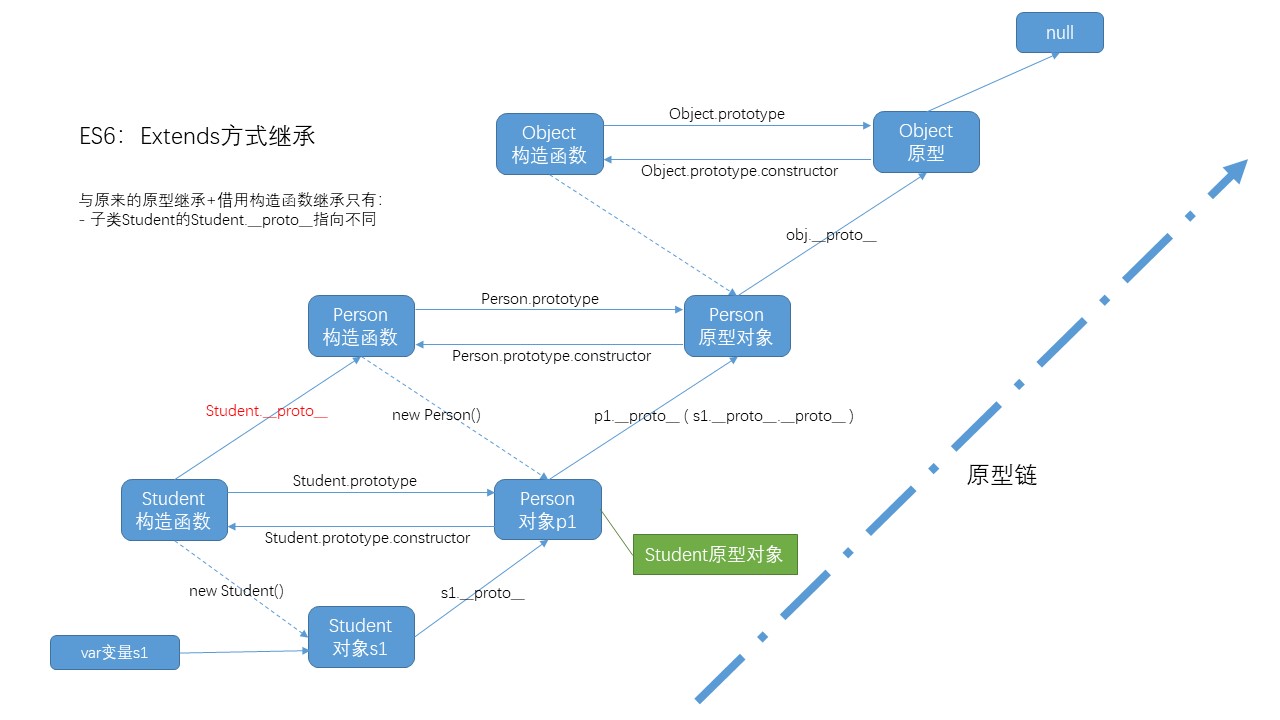 null
Object.prototype
Object
构造函数
Object
原型
Object.prototype.constructor
ES6：Extends方式继承
与原来的原型继承+借用构造函数继承只有：
- 子类Student的Student.__proto__指向不同
obj.__proto__
Person.prototype
Person
构造函数
Person
原型对象
Person.prototype.constructor
Student.__proto__
new Person()
p1.__proto__ ( s1.__proto__.__proto__ )
原型链
Student.prototype
Student
构造函数
Person
对象p1
Student.prototype.constructor
Student原型对象
new Student()
s1.__proto__
Student
对象s1
var变量s1